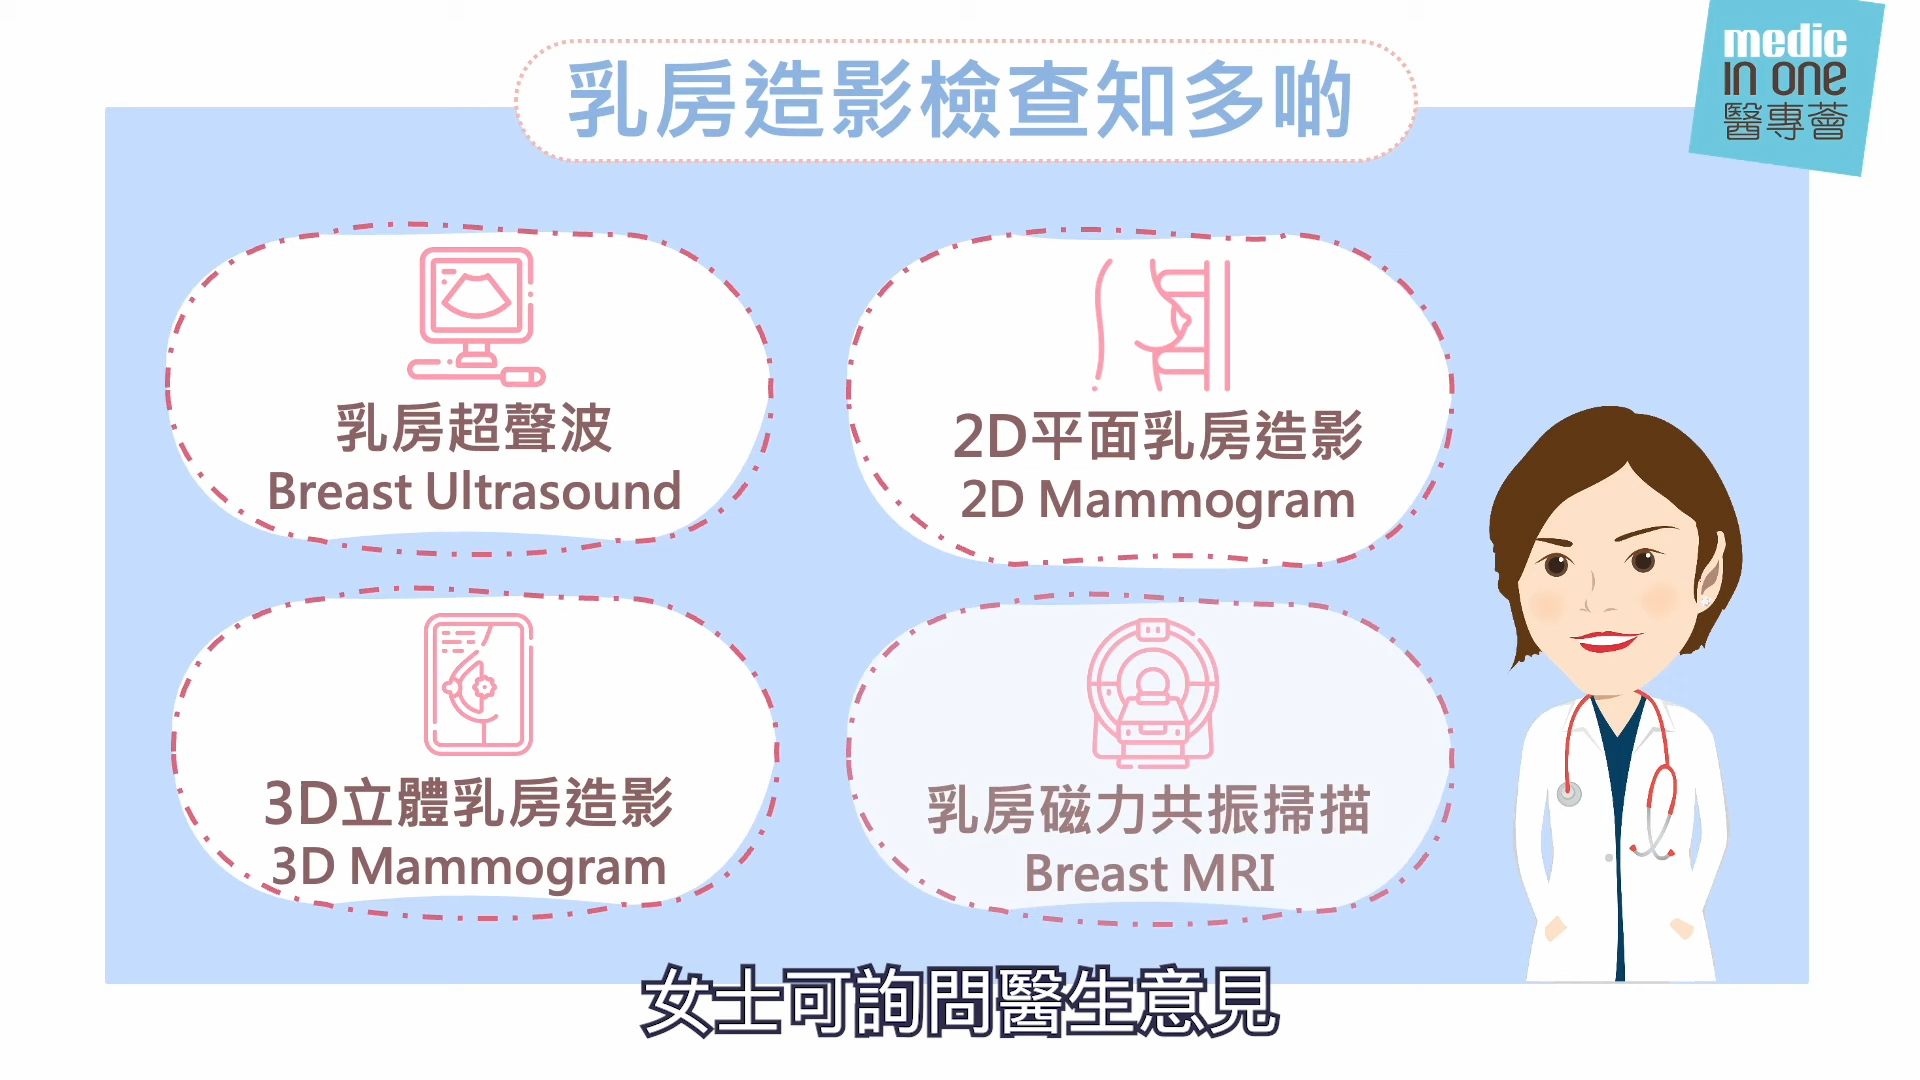 乳房造影檢查知多啲
medic
IN ONE
醫專薈
乳房超聲波
Breast Ultrasound
2D平面乳房造影
2D Mammogram
3D立體乳房造影
3D Mammogram
乳房磁力共振掃描
Breast MRI
女士可詢問醫生意見